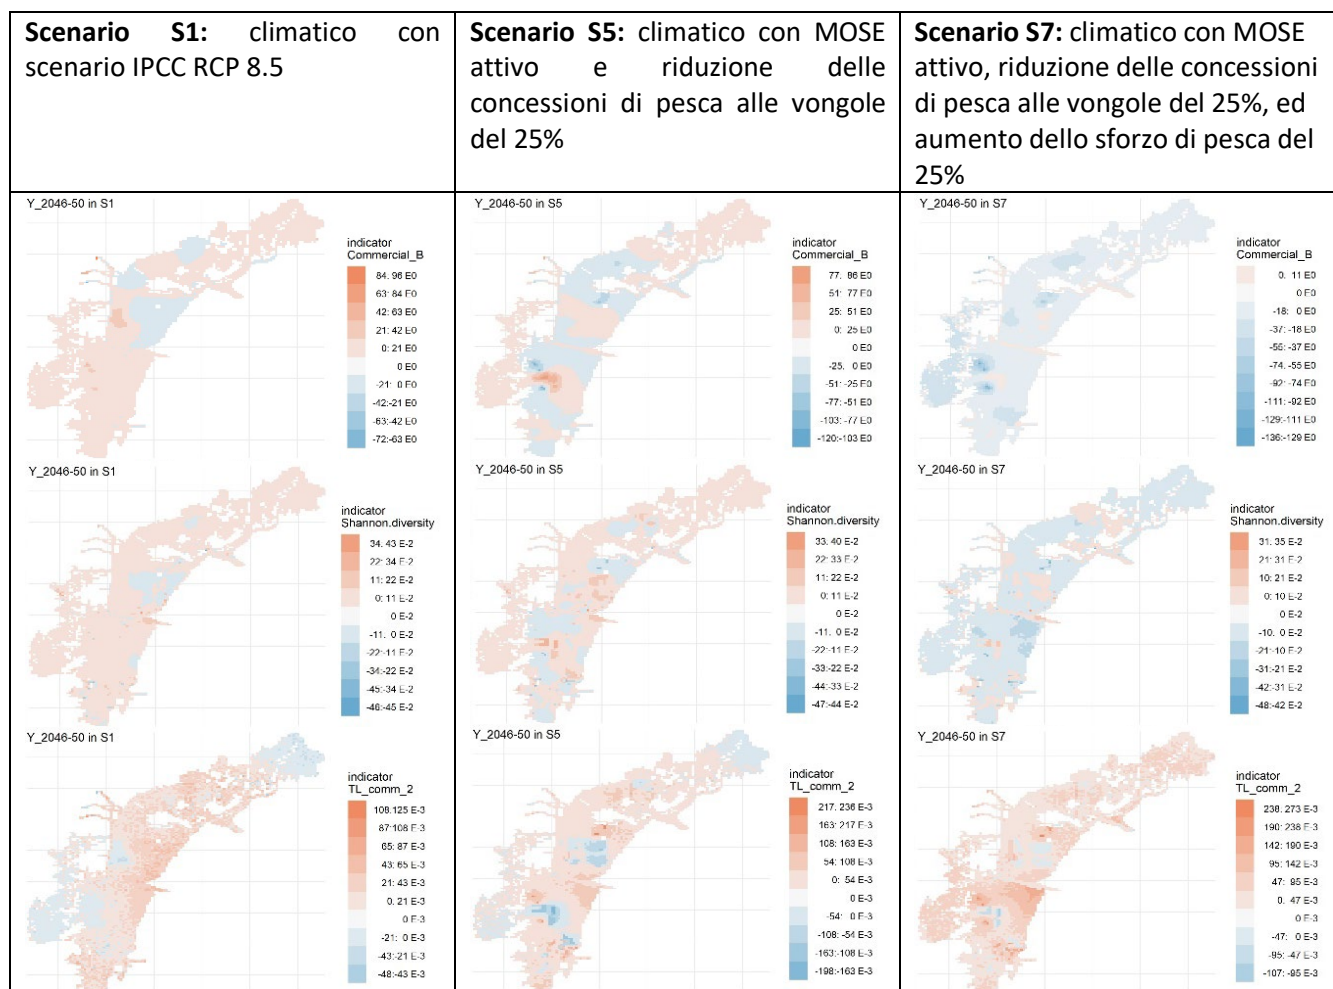 Scenario S1: climatico con
scenario IPCC RCP 8.5
Scenario S5: climatico con MOSE
attivo e riduzione delle
concessioni di pesca alle vongole
del 25%
Scenario S7: climatico con MOSE
attivo, riduzione delle concessioni
di pesca alle vongole del 25%, ed
aumento dello sforzo di pesca del
25%
Y_2046-50 in S1
indicator
Commercial_B
84. 96 E0
63: 84 E0
42: 63 E0
21: 42 E0
0: 21 E0
0 E0
-21: 0 E0
-42:-21 E0
-63:-42 E0
-72:-63 E0
Y_2046-50 in S5
indicator
Commercial_B
77. 86 E0
51: 77 E0
25: 51 E0
0: 25 E0
0 E0
-25. 0 E0
-51: -25 E0
-77: -51 E0
-103: -77 E0
-120:-103 E0
Y_2046-50 in S7
indicator
Commercial_B
0. 11 E0
0 E0
-18: 0 E0
-37: -18 E0
-55: -37 E0
-74: -55 E0
-92: -74 E0
-111: -92 E0
-129:-111 E0
-136:-129 E0
Y_2046-50 in S1
indicator
Shannon.diversity
34. 43 E-2
22: 34 E-2
11: 22 E-2
0: 11 E-2
0 E-2
-11. 0 E-2
-22:-11 E-2
-34:-22 E-2
-45:-34 E-2
-46:-45 E-2
Y_2046-50 in S5
indicator
Shannon.diversity
33. 40 E-2
22: 33 E-2
11: 22 E-2
0: 11 E-2
0 E-2
-11. 0 E-2
-22:-11 E-2
-33:-22 E-2
-44:-33 E-2
-47:-44 E-2
Y_2046-50 in S7
indicator
Shannon.diversity
31. 35 E-2
21: 31 E-2
10: 21 E-2
0: 10 E-2
0 E-2
-10. 0 E-2
-21:-10 E-2
-31:-21 E-2
-42:-31 E-2
-48:-42 E-2
Y_2046-50 in S1
indicator
TL_comm_2
108.125 E-3
87:108 E-3
65: 87 E-3
43: 65 E-3
21: 43 E-3
0. 21 E-3
0 E-3
-21: 0 E-3
-43:-21 E-3
-48:-43 E-3
Y_2046-50 in S5
indicator
TL_comm_2
217. 236 E-3
163: 217 E-3
108: 163 E-3
54: 108 E-3
0: 54 E-3
0 E-3
-54: 0 E-3
-108: -54 E-3
-163:-108 E-3
-198:-163 E-3
Y_2046-50 in S7
indicator
TL_comm_2
238. 273 E-3
190: 238 E-3
142: 190 E-3
95: 142 E-3
47: 95 E-3
0. 47 E-3
0 E-3
-47: 0 E-3
-95: -47 E-3
-107: -95 E-3